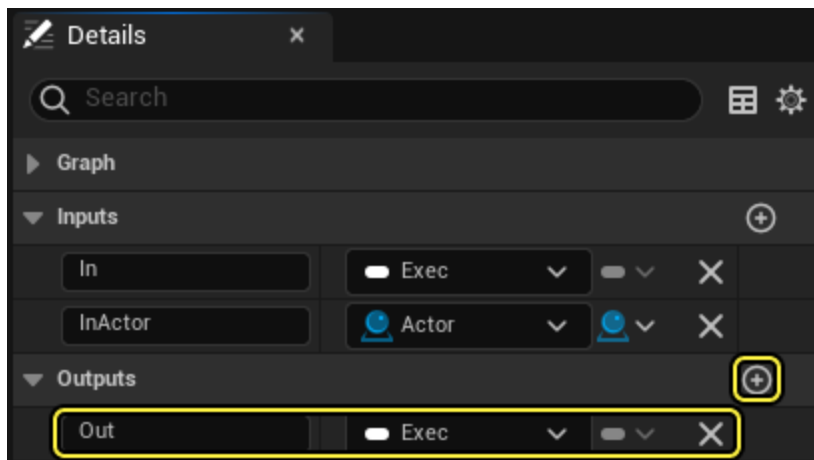 Details
Search
Graph
Inputs
In Exec
InActor Actor
Outputs
Out Exec